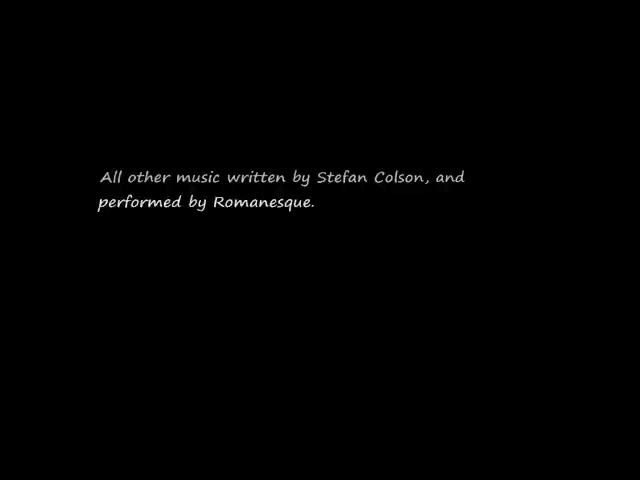 All other music written by Stefan Colson, and
performed by Romanesque.